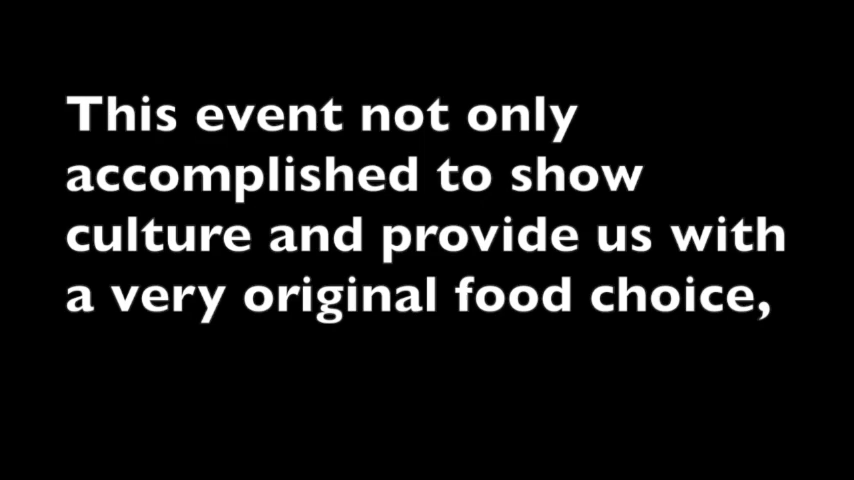 This event not only
accomplished to show
culture and provide us with
a very original food choice,